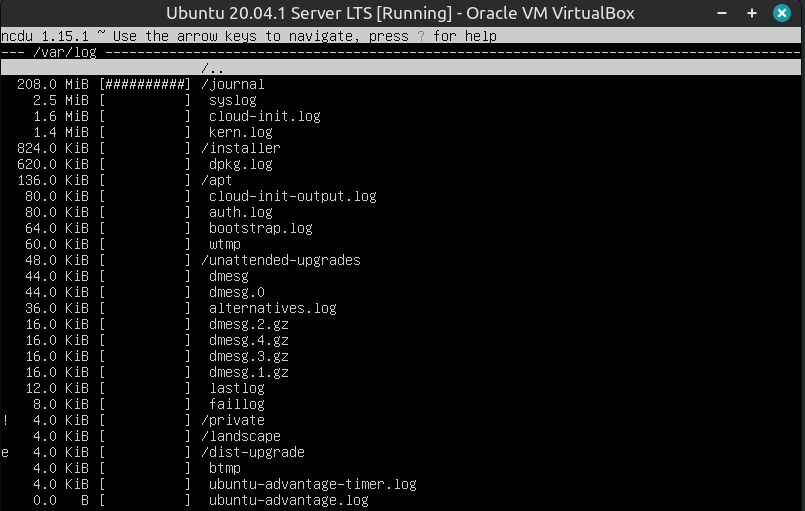 Ubuntu 20.04.1 Server LTS [Running] - Oracle VM VirtualBox
ncdu 1.15.1 ~ Use the arrow keys to navigate, press ? for help
--- /var/log ----------------------------------------------------------------------------------------
                         /..
  208.0 MiB [##########] /journal
    2.5 MiB [          ]  syslog
    1.6 MiB [          ]  cloud-init.log
    1.4 MiB [          ]  kern.log
  824.0 KiB [          ] /installer
  620.0 KiB [          ]  dpkg.log
  136.0 KiB [          ] /apt
   80.0 KiB [          ]  cloud-init-output.log
   80.0 KiB [          ]  auth.log
   64.0 KiB [          ]  bootstrap.log
   60.0 KiB [          ]  wtmp
   48.0 KiB [          ] /unattended-upgrades
   44.0 KiB [          ]  dmesg
   44.0 KiB [          ]  dmesg.0
   36.0 KiB [          ]  alternatives.log
   16.0 KiB [          ]  dmesg.2.gz
   16.0 KiB [          ]  dmesg.4.gz
   16.0 KiB [          ]  dmesg.3.gz
   16.0 KiB [          ]  dmesg.1.gz
   12.0 KiB [          ]  lastlog
    8.0 KiB [          ]  faillog
!   4.0 KiB [          ] /private
    4.0 KiB [          ] /landscape
e   4.0 KiB [          ] /dist-upgrade
    4.0 KiB [          ]  btmp
    4.0 KiB [          ]  ubuntu-advantage-timer.log
    0.0   B [          ]  ubuntu-advantage.log